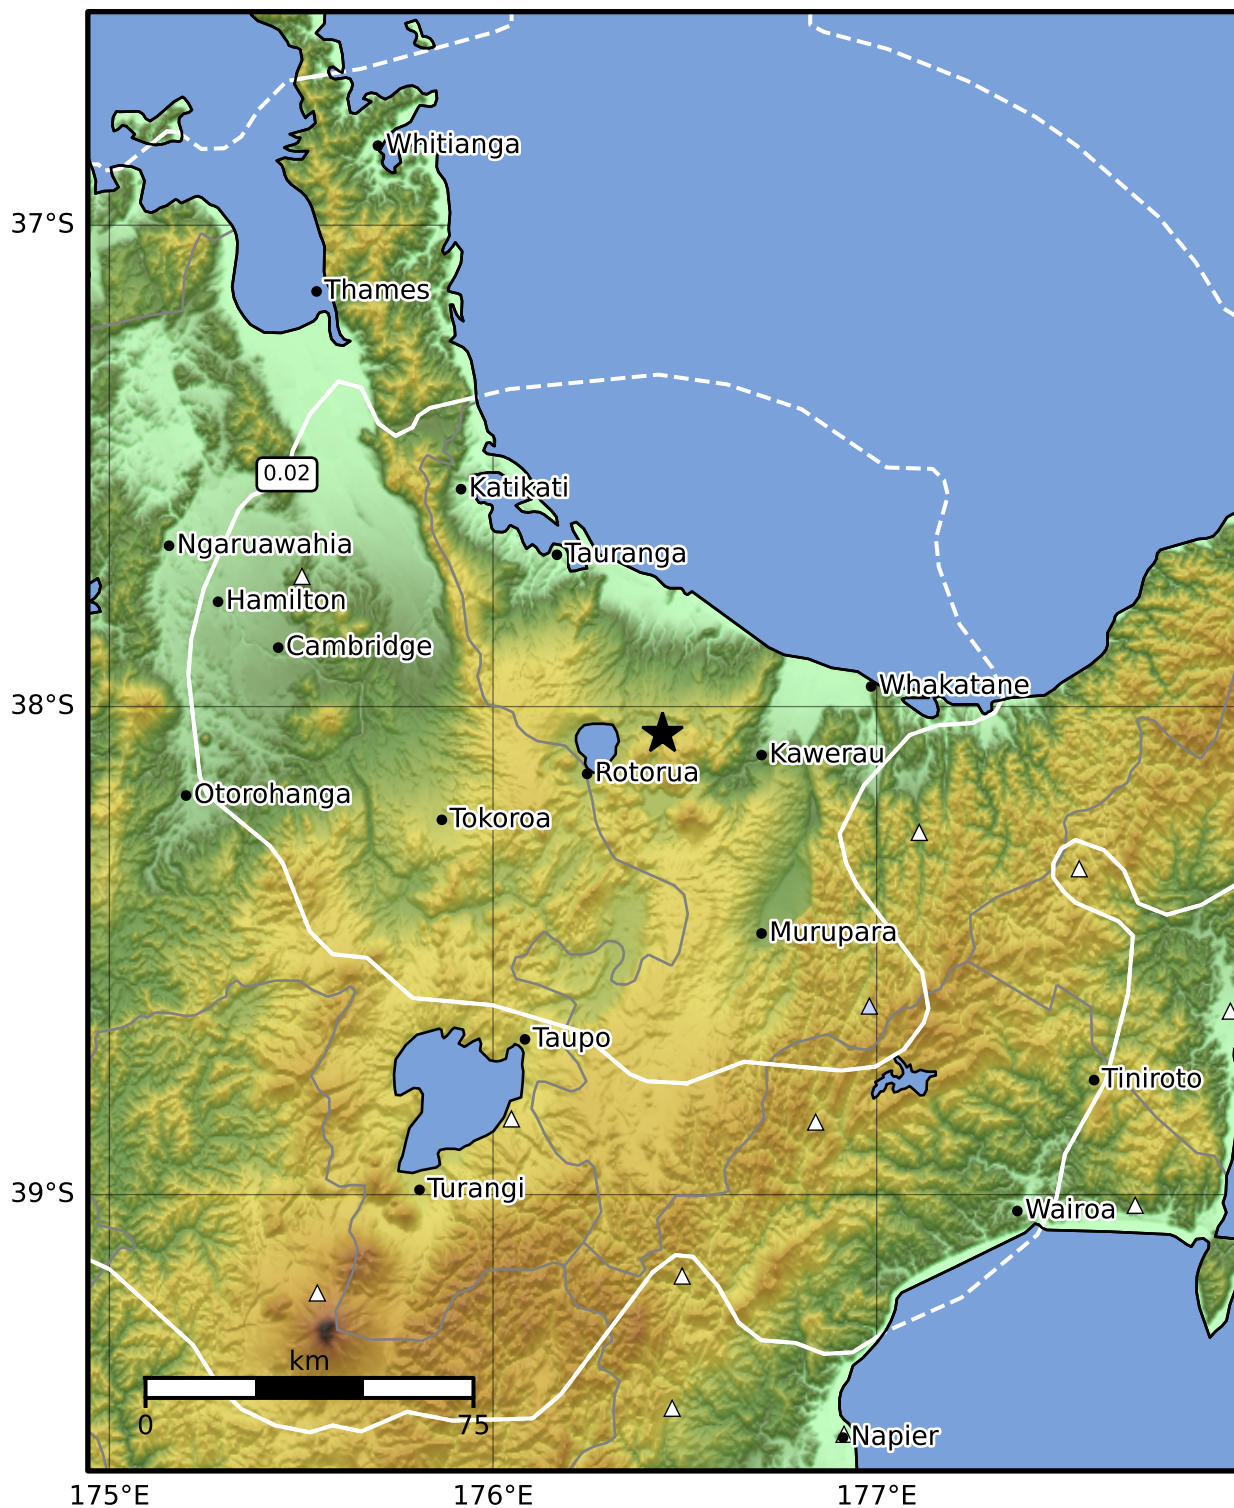 Whitianga
37°S
Thames
0.02
Katikati
Ngaruawahia
Tauranga
Hamilton
Cambridge
Whakatane
38°S
Kawerau
Rotorua
Otorohanga
Tokoroa
Murupara
Taupo
Tiniroto
Turangi
39°S
Wairoa
km
0
75
Napier
175°E
176°E
177°E